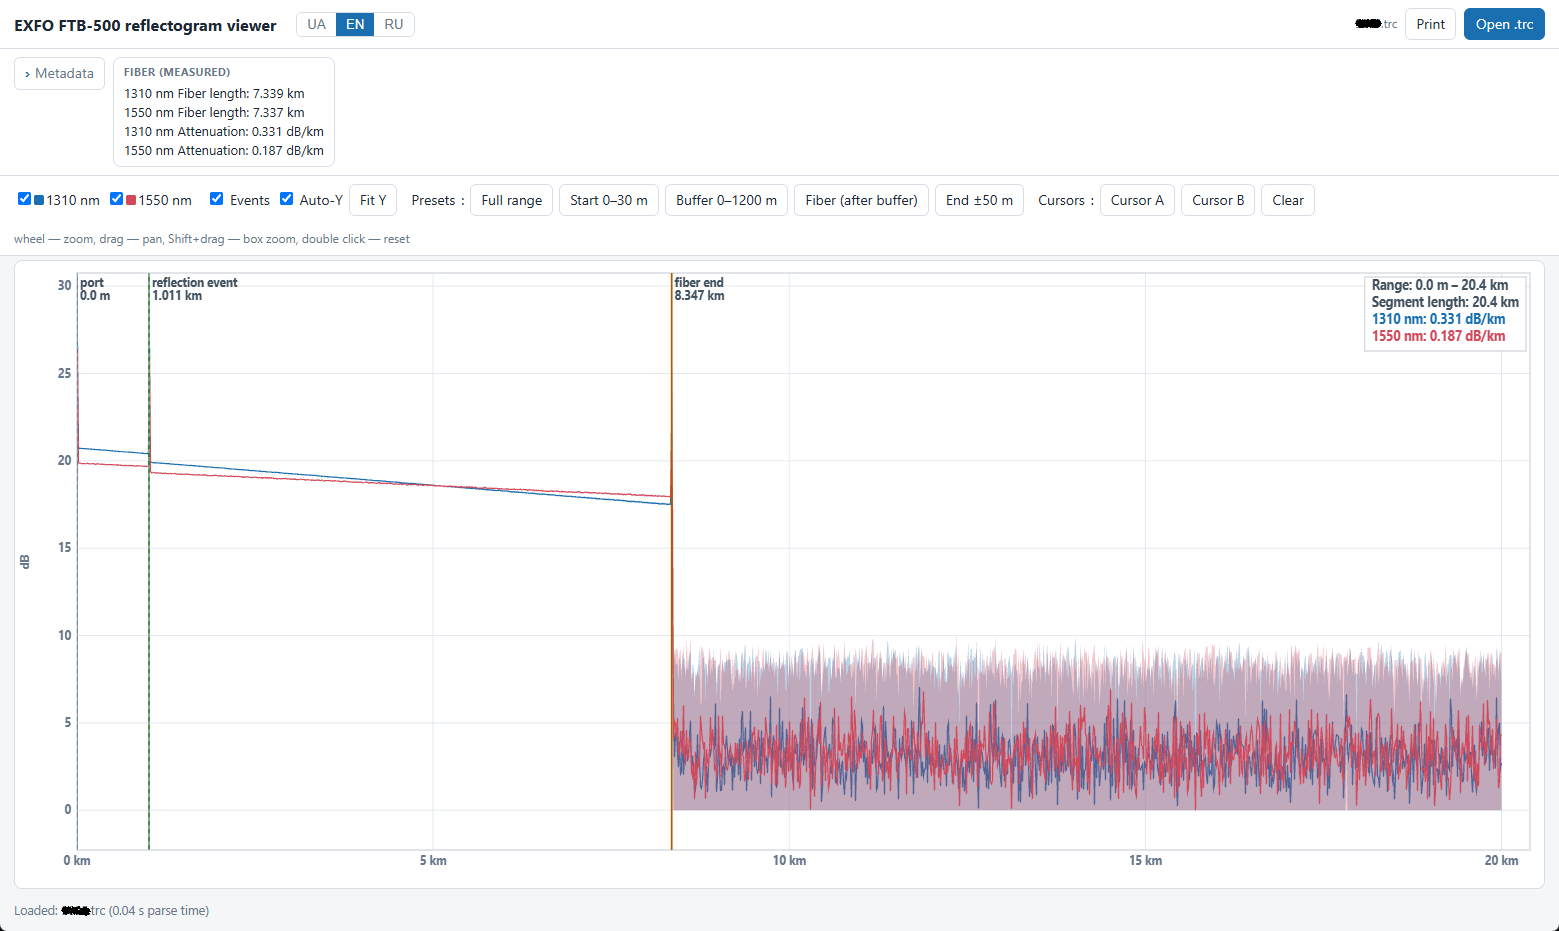 EXFO FTB-500 reflectogram viewer
UA EN RU
.trc
Print
Open .trc
› Metadata
FIBER (MEASURED)
1310 nm Fiber length: 7.339 km
1550 nm Fiber length: 7.337 km
1310 nm Attenuation: 0.331 dB/km
1550 nm Attenuation: 0.187 dB/km
1310 nm 1550 nm Events Auto-Y Fit Y Presets : Full range Start 0–30 m Buffer 0–1200 m Fiber (after buffer) End ±50 m Cursors : Cursor A Cursor B Clear
wheel — zoom, drag — pan, Shift+drag — box zoom, double click — reset
port
0.0 m
reflection event
1.011 km
fiber end
8.347 km
Range: 0.0 m – 20.4 km
Segment length: 20.4 km
1310 nm: 0.331 dB/km
1550 nm: 0.187 dB/km
30
25
20
15
10
5
0
dB
0 km
5 km
10 km
15 km
20 km
Loaded: .trc (0.04 s parse time)